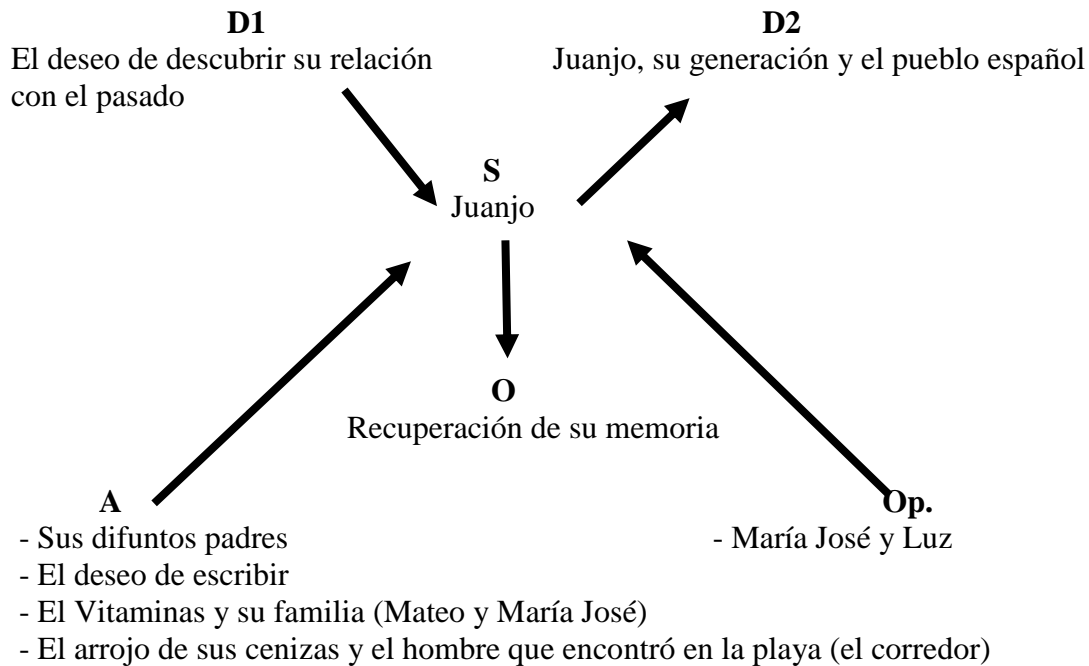 D1
El deseo de descubrir su relación
con el pasado
D2
Juanjo, su generación y el pueblo español
S
Juanjo
O
Recuperación de su memoria
A
- Sus difuntos padres
- El deseo de escribir
- El Vitaminas y su familia (Mateo y María José)
- El arrojo de sus cenizas y el hombre que encontró en la playa (el corredor)
Op.
- María José y Luz